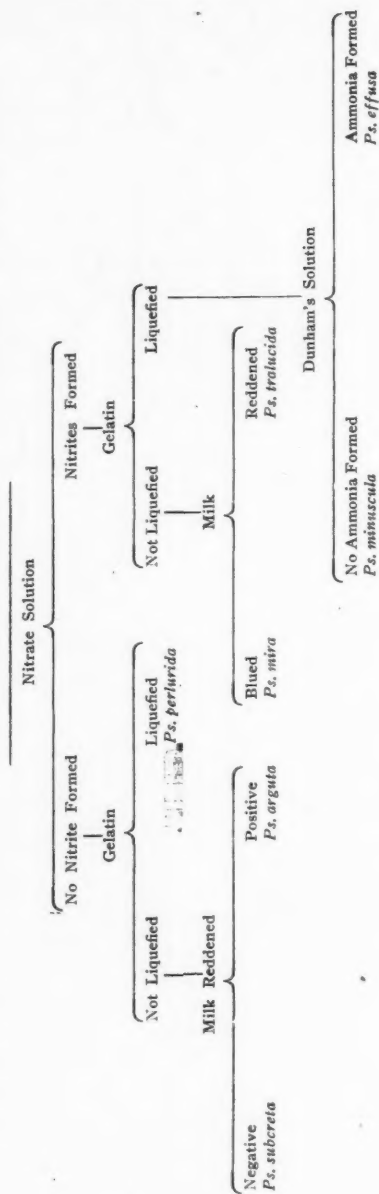 Nitrate Solution
No Nitrite Formed
Nitrites Formed
Gelatin
Gelatin
Not Liquefied
Liquefied
Ps. perlurida
Not Liquefied
Liquefied
Milk Reddened
Milk
Negative
Ps. subcreta
Positive
Ps. arguta
Blued
Ps. mira
Reddened
Ps. tralucida
Dunham's Solution
No Ammonia Formed
Ps. minuscula
Ammonia Formed
Ps. effusa